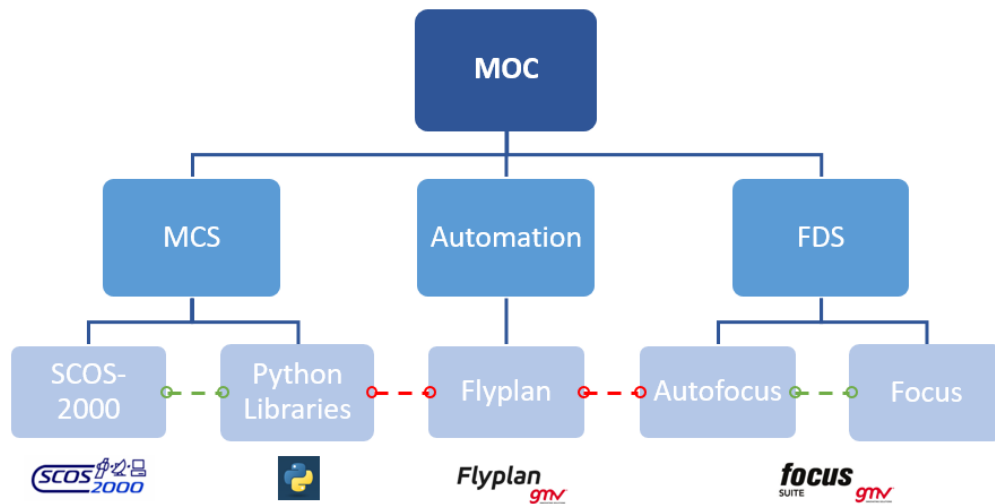 MOC
MCS
Automation
FDS
SCOS-
2000
Python
Libraries
Flyplan
Autofocus
Focus
SCOS
2000
Flyplan
gmv
focus
SUITE
gmv